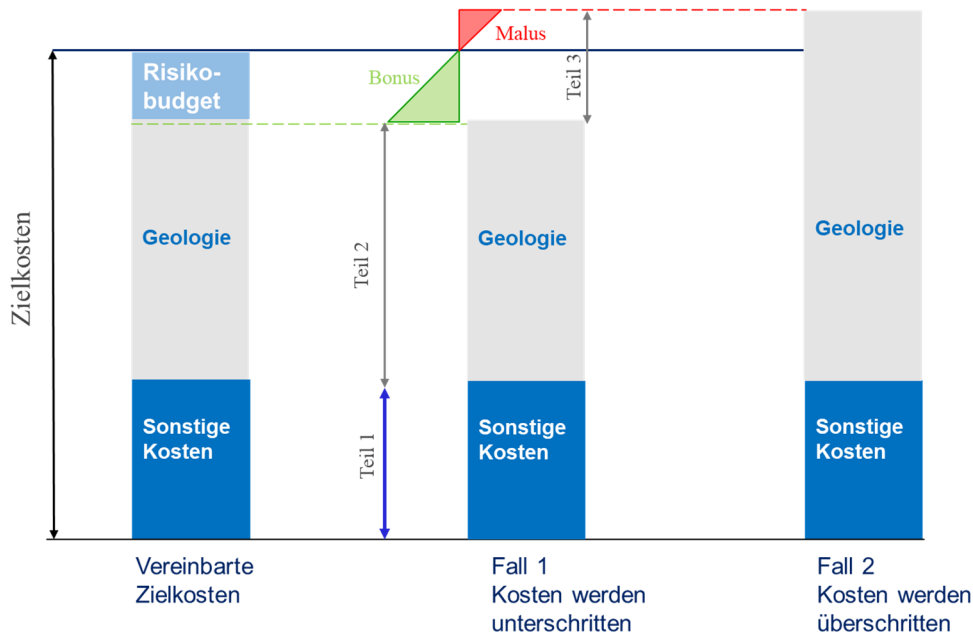 Malus
Risiko-
budget
Bonus
Teil 3
Zielkosten
Geologie
Teil 2
Geologie
Geologie
Sonstige
Kosten
Teil 1
Sonstige
Kosten
Sonstige
Kosten
Vereinbarte
Zielkosten
Fall 1
Kosten werden
unterschritten
Fall 2
Kosten werden
überschritten